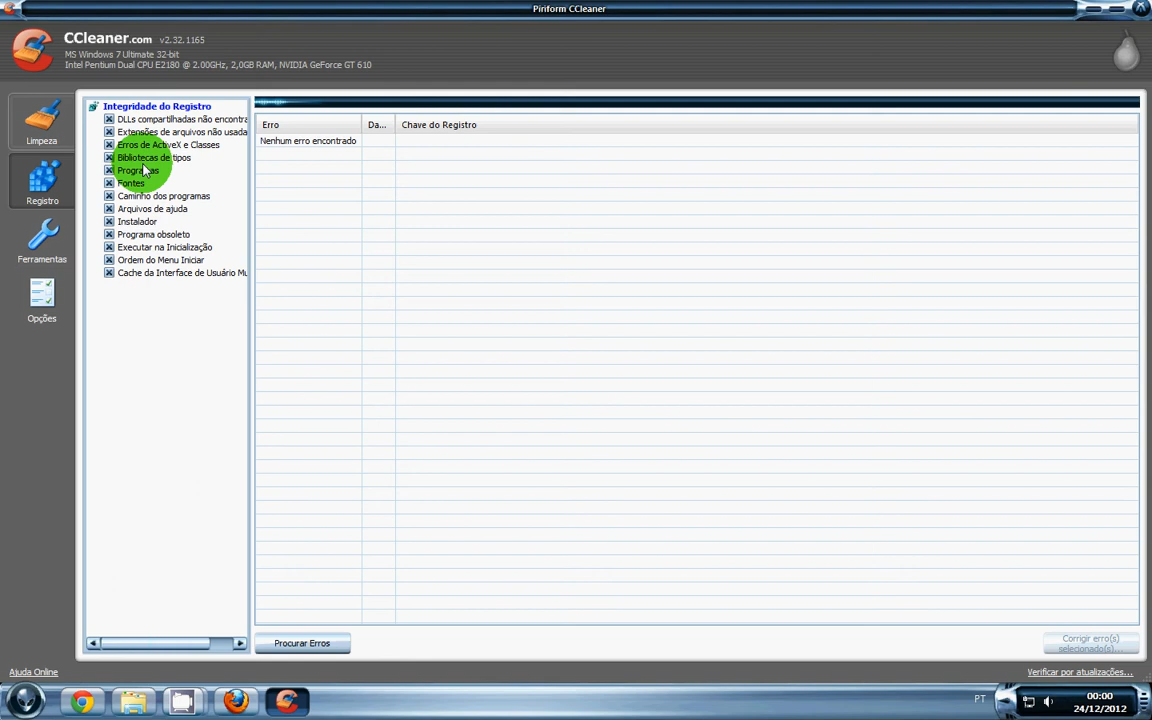 Piriform CCleaner
CCleaner.com v2.32.1165
MS Windows 7 Ultimate 32-bit
Intel Pentium Dual CPU E2180 @ 2.00GHz, 2,0GB RAM, NVIDIA GeForce GT 610
Limpeza
Registro
Ferramentas
Opções
Integridade do Registro
DLLs compartilhadas não encontra
Extensões de arquivos não usada
Erros de ActiveX e Classes
Bibliotecas de tipos
Programas
Fontes
Caminho dos programas
Arquivos de ajuda
Instalador
Programa obsoleto
Executar na Inicialização
Ordem do Menu Iniciar
Cache da Interface de Usuário Mu
Erro Da... Chave do Registro
Nenhum erro encontrado
Procurar Erros
Corrigir erro(s)
selecionado(s)...
Ajuda Online
Verificar por atualizações...
PT
00:00
24/12/2012